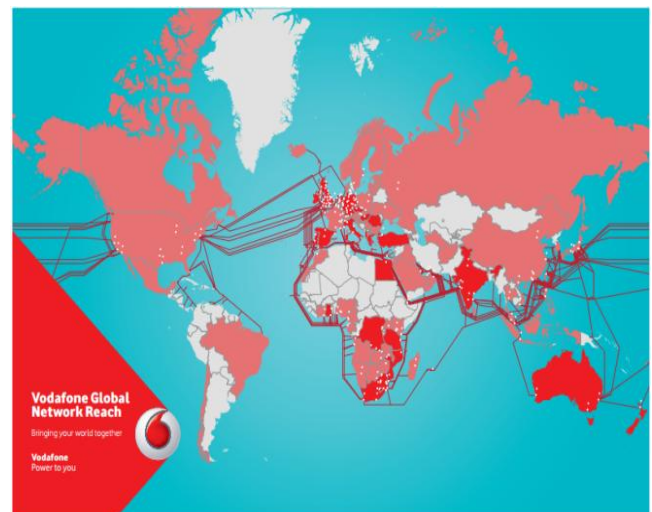 Vodafone Global
Network Reach
Bringing your world together
Vodafone
Power to you